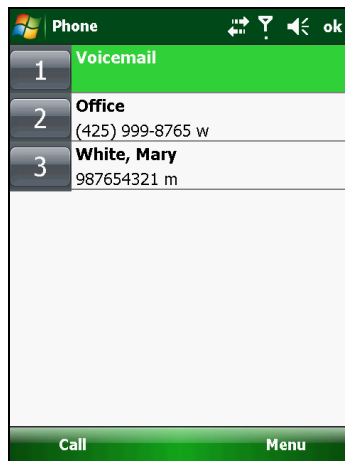 Phone ok
1 Voicemail
2 Office
(425) 999-8765 w
3 White, Mary
987654321 m
Call Menu